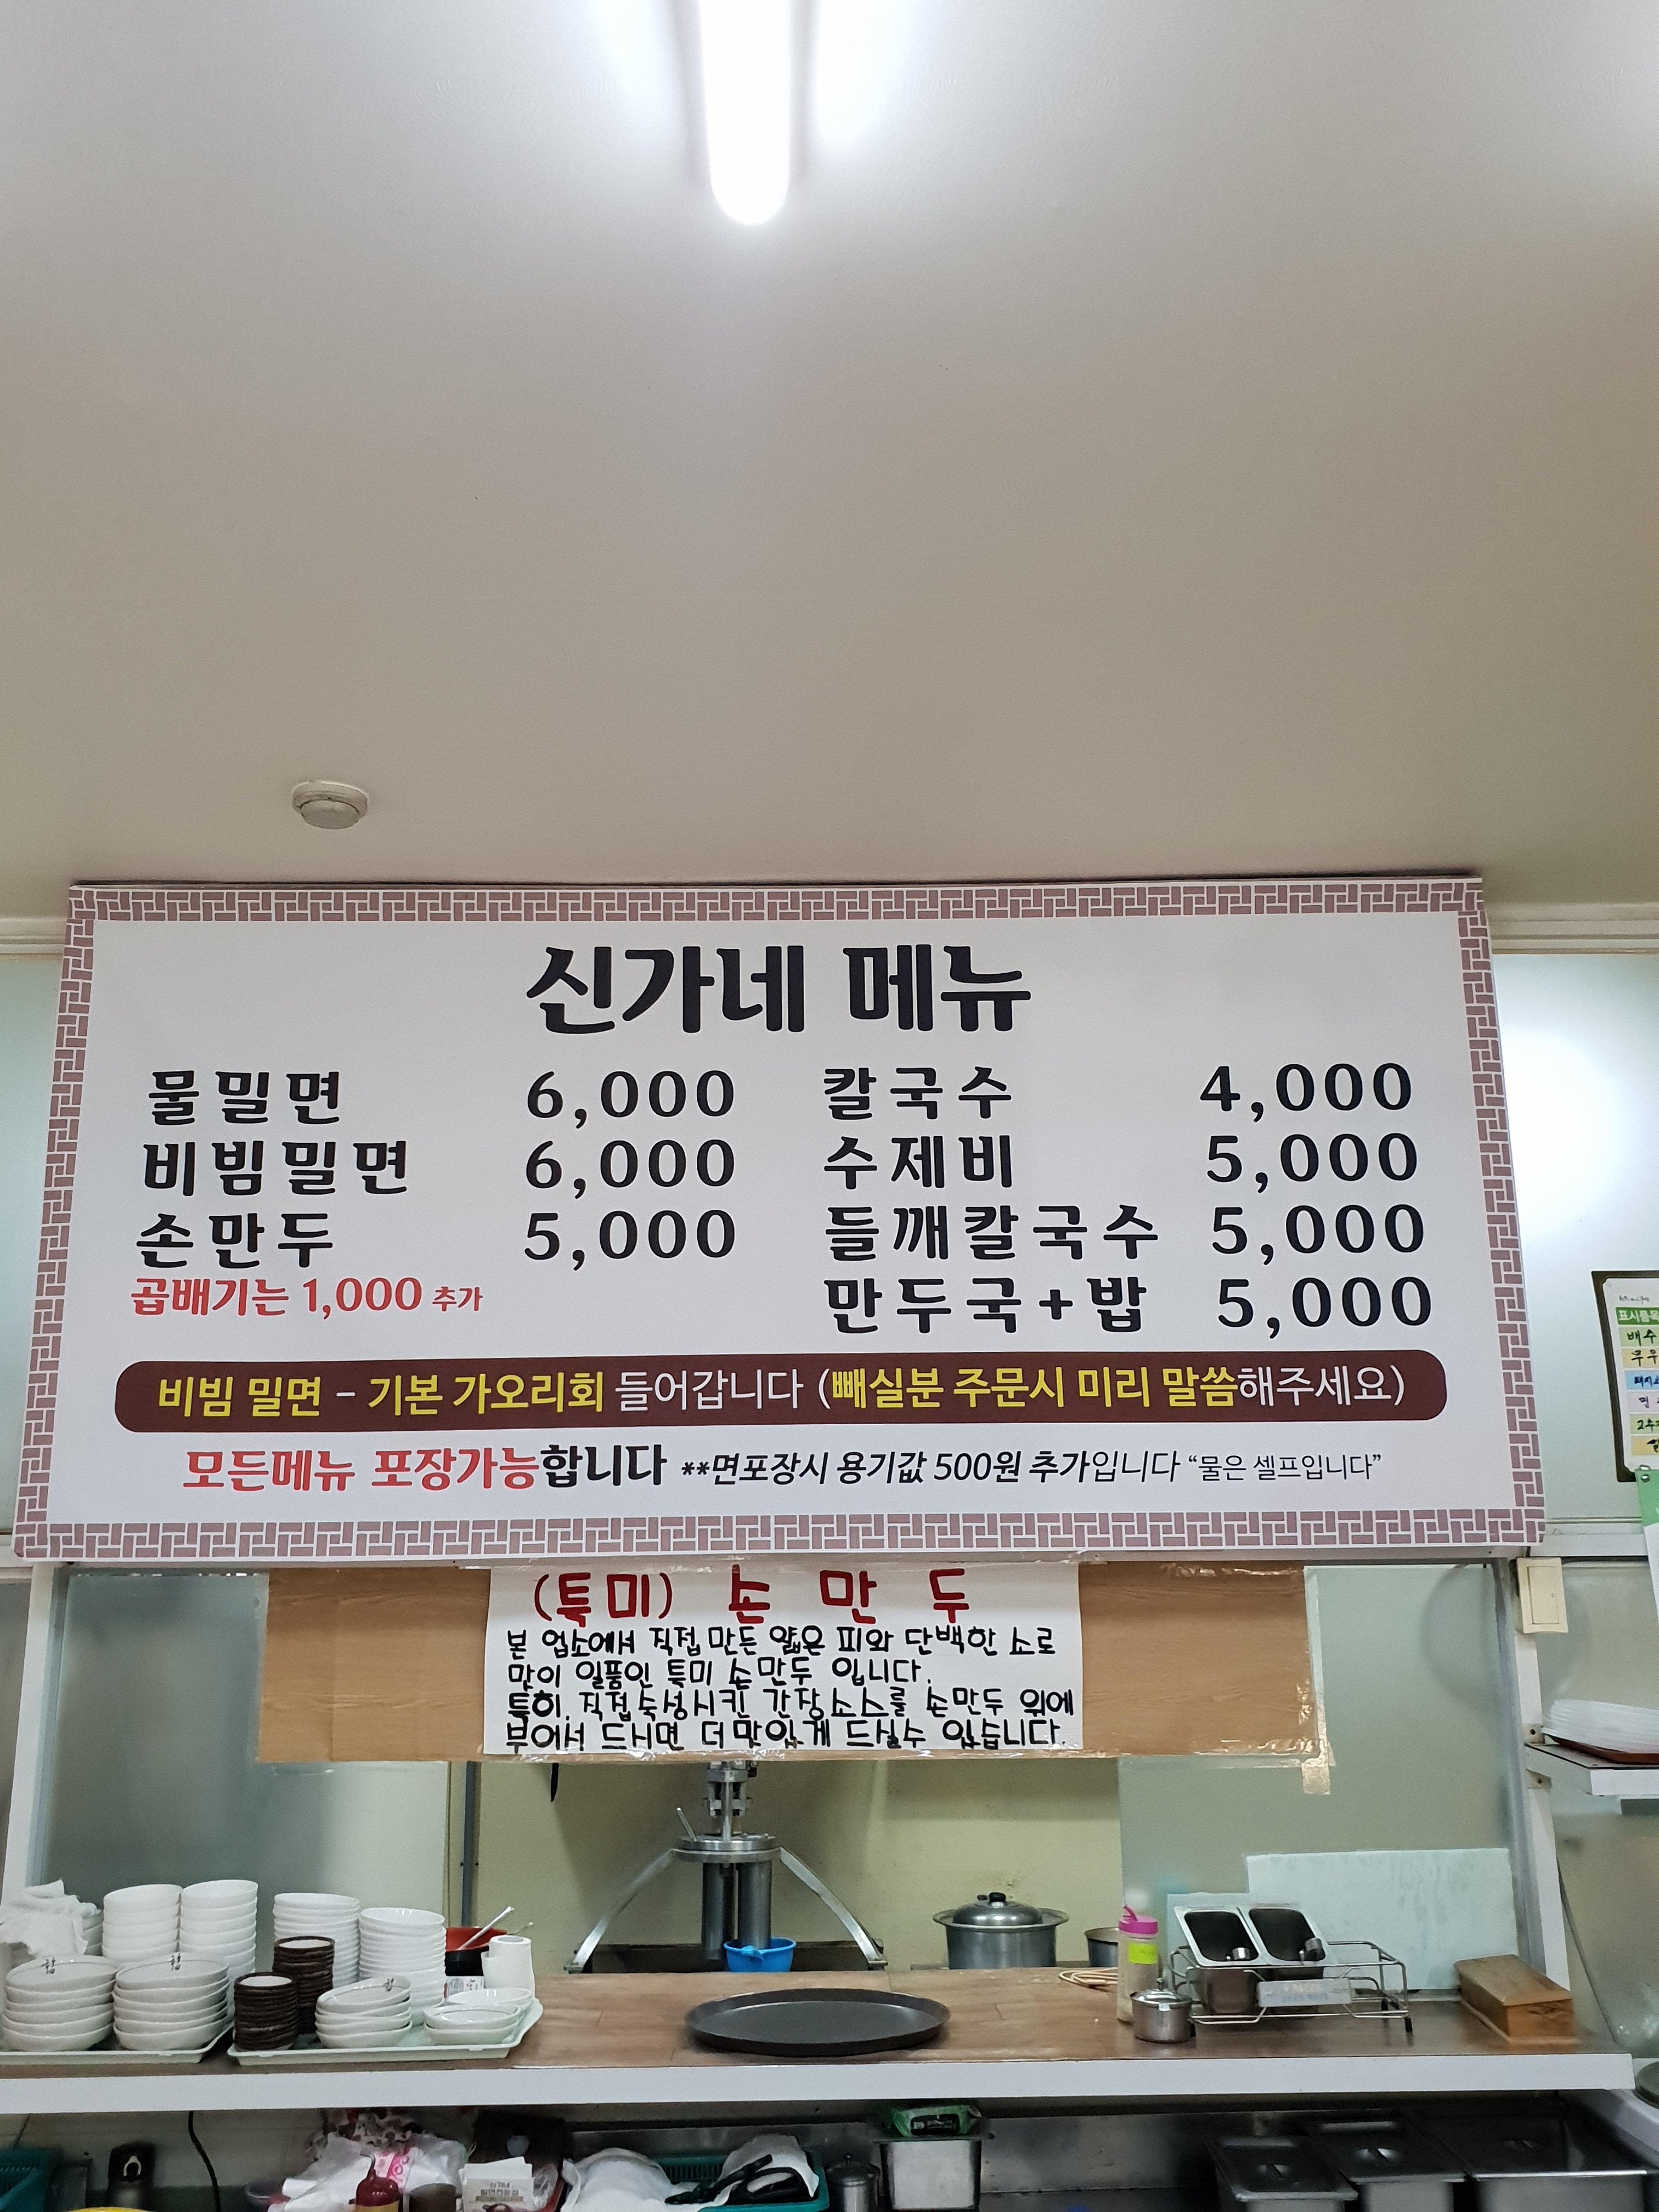 신가네 메뉴
물밀면 6,000
비빔밀면 6,000
손만두 5,000
곱배기는 1,000 추가
칼국수 4,000
수제비 5,000
들깨칼국수 5,000
만두국+밥 5,000
비빔 밀면 - 기본 가오리회 들어갑니다 (빼실분 주문시 미리 말씀해주세요)
모든메뉴 포장가능합니다 **면포장시 용기값 500원 추가입니다 “물은 셀프입니다”
(특미) 손 만 두
본 업소에서 직접 만든 얇은 피와 단백한 소로
맛이 일품인 특미 손만두 입니다.
특히, 직접숙성시킨 간장소스를 손만두 위에
부어서 드시면 더 맛있게 드실수 있습니다.
표시품목
배수